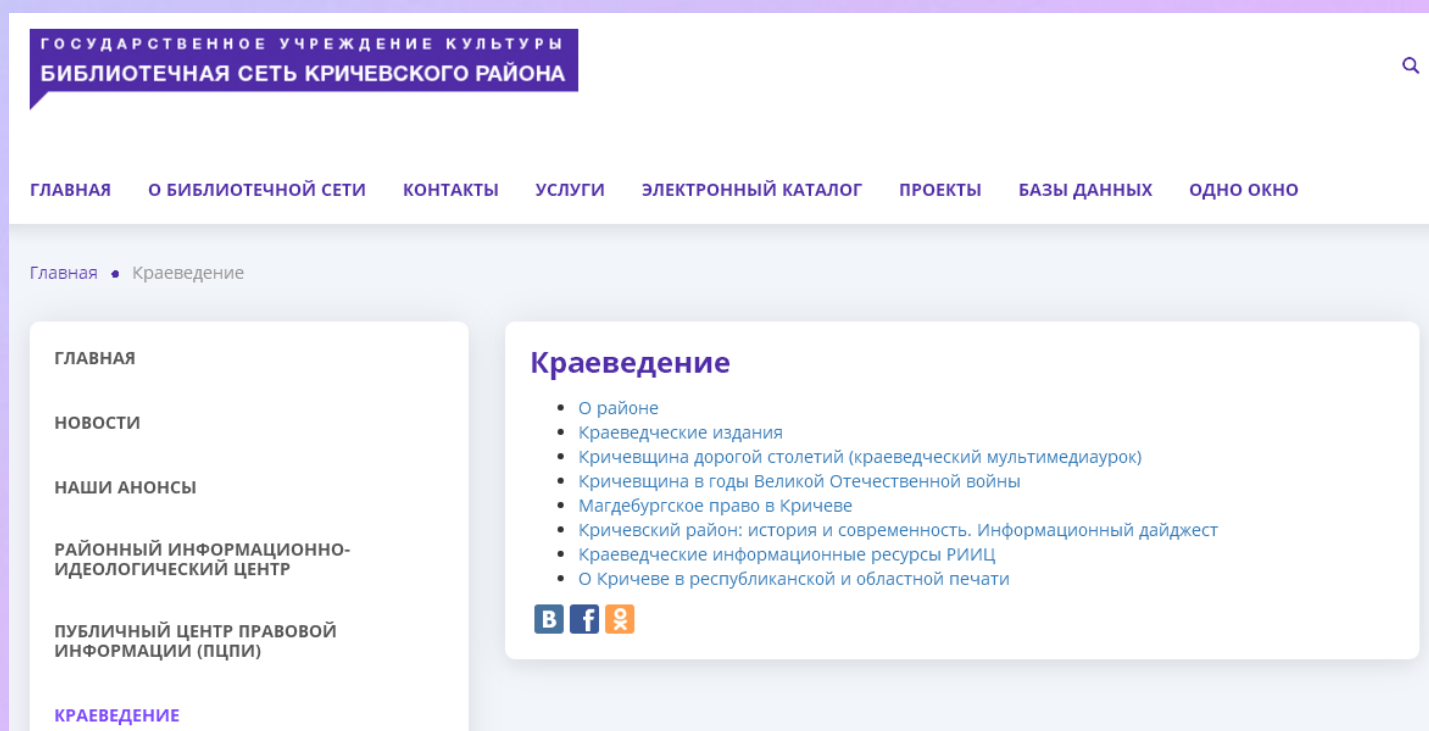 ГОСУДАРСТВЕННОЕ УЧРЕЖДЕНИЕ КУЛЬТУРЫ
БИБЛИОТЕЧНАЯ СЕТЬ КРИЧЕВСКОГО РАЙОНА
ГЛАВНАЯ О БИБЛИОТЕЧНОЙ СЕТИ КОНТАКТЫ УСЛУГИ ЭЛЕКТРОННЫЙ КАТАЛОГ ПРОЕКТЫ БАЗЫ ДАННЫХ ОДНО ОКНО
Главная • Краеведение
ГЛАВНАЯ
НОВОСТИ
НАШИ АНОНСЫ
РАЙОННЫЙ ИНФОРМАЦИОННО-
ИДЕОЛОГИЧЕСКИЙ ЦЕНТР
ПУБЛИЧНЫЙ ЦЕНТР ПРАВОВОЙ
ИНФОРМАЦИИ (ПЦПИ)
КРАЕВЕДЕНИЕ
Краеведение
• О районе
• Краеведческие издания
• Кричевщина дорогой столетий (краеведческий мультимедиаурок)
• Кричевщина в годы Великой Отечественной войны
• Магдебургское право в Кричеве
• Кричевский район: история и современность. Информационный дайджест
• Краеведческие информационные ресурсы РИИЦ
• О Кричеве в республиканской и областной печати